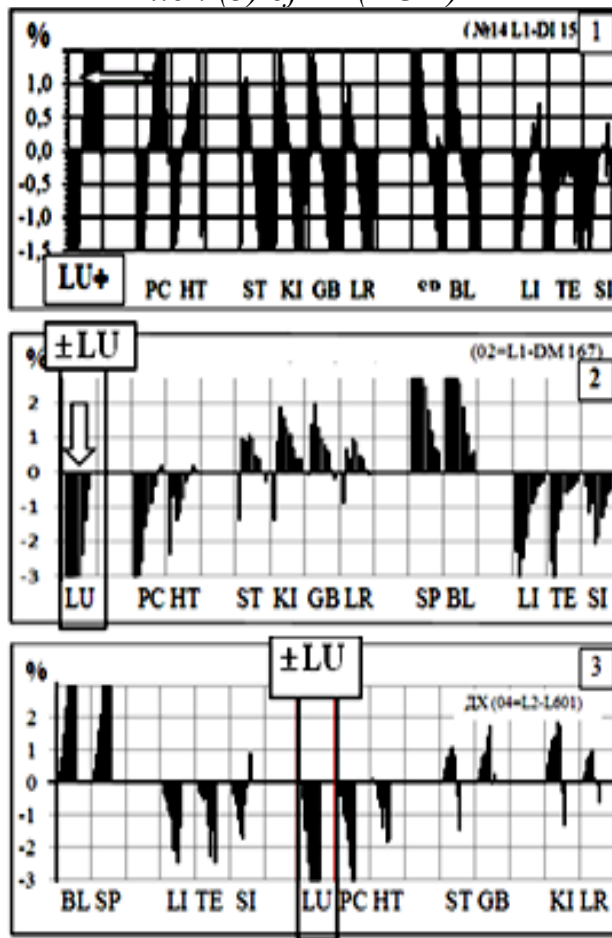 %
(№14 L1-DI 15
1
1,0
0,5
0,0
-0,5
-1,0
-1,5
LU+
PC HT ST KI GB LR BL LI TE SI
±LU
%
(02=L1-DM 167)
2
2
1
0
-1
-2
-3
LU PC HT ST KI GB LR SP BL LI TE SI
±LU
%
3
ДХ (04=L2-L601)
2
1
0
-1
-2
-3
BL SP LI TE SI LU PC HT ST GB KI LR